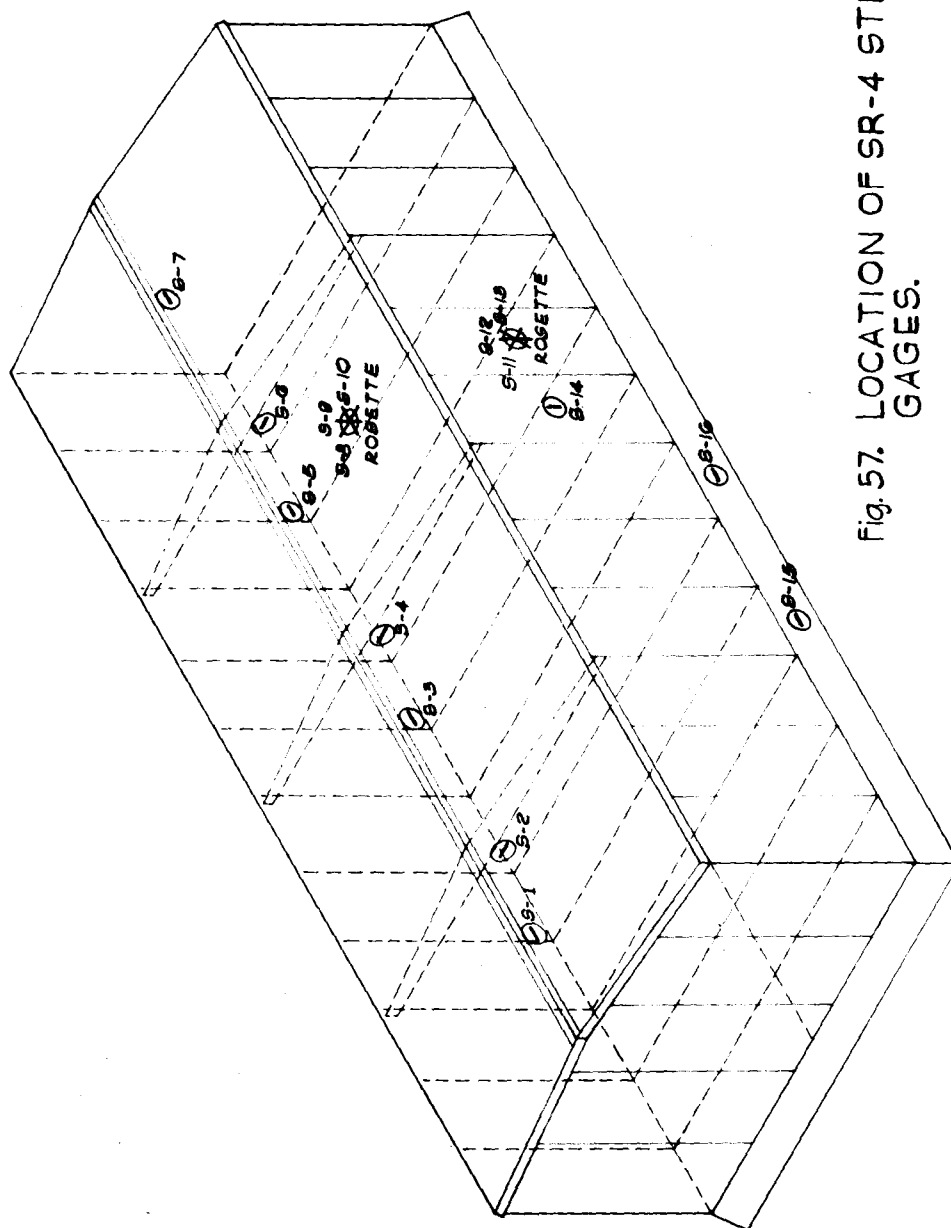 S-7
S-6
S-5
S-9
S-8 S-10
ROSETTE
S-4
S-3
S-2
S-1
S-12
S-11 S-13
ROSETTE
S-14
S-16
S-15
Fig. 57. LOCATION OF SR-4
GAGES.